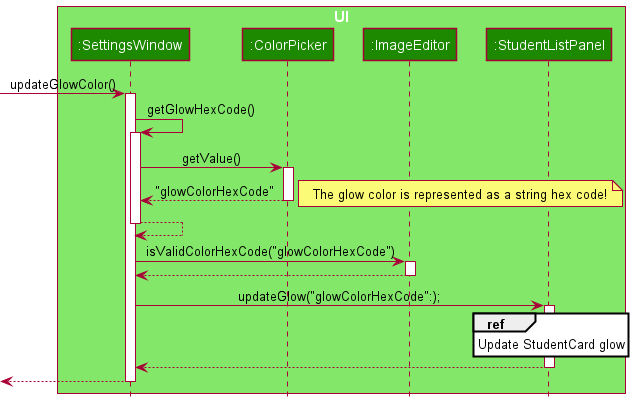 UI
:SettingsWindow
:ColorPicker
:ImageEditor
:StudentListPanel
updateGlowColor()
getGlowHexCode()
getValue()
"glowColorHexCode"
The glow color is represented as a string hex code!
isValidColorHexCode("glowColorHexCode")
updateGlow("glowColorHexCode":);
ref
Update StudentCard glow